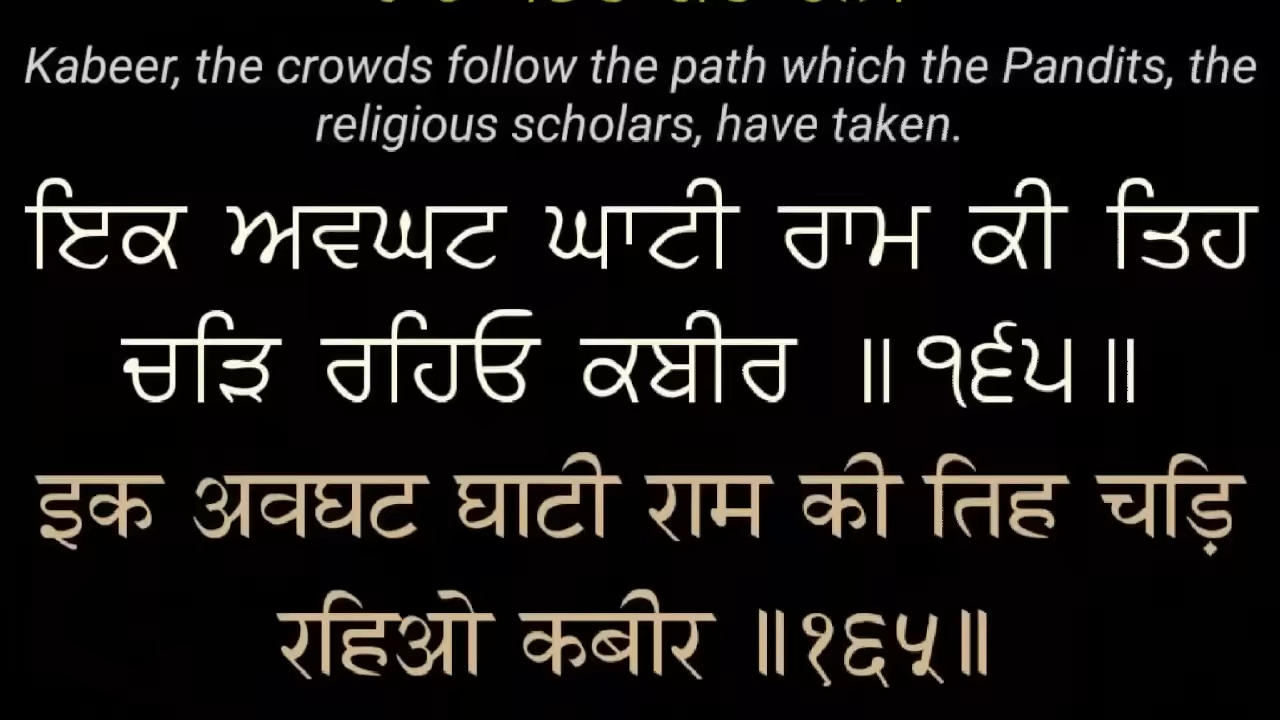 Kabeer, the crowds follow the path which the Pandits, the
religious scholars, have taken.
ਇਕ ਅਵਘਟ ਘਾਟੀ ਰਾਮ ਕੀ ਤਿਹ
ਚੜਿ ਰਹਿਓ ਕਬੀਰ ॥੧੬੫॥
इक अवघट घाटी राम की तिह चड़ि
रहिओ कबीर ॥१६५॥